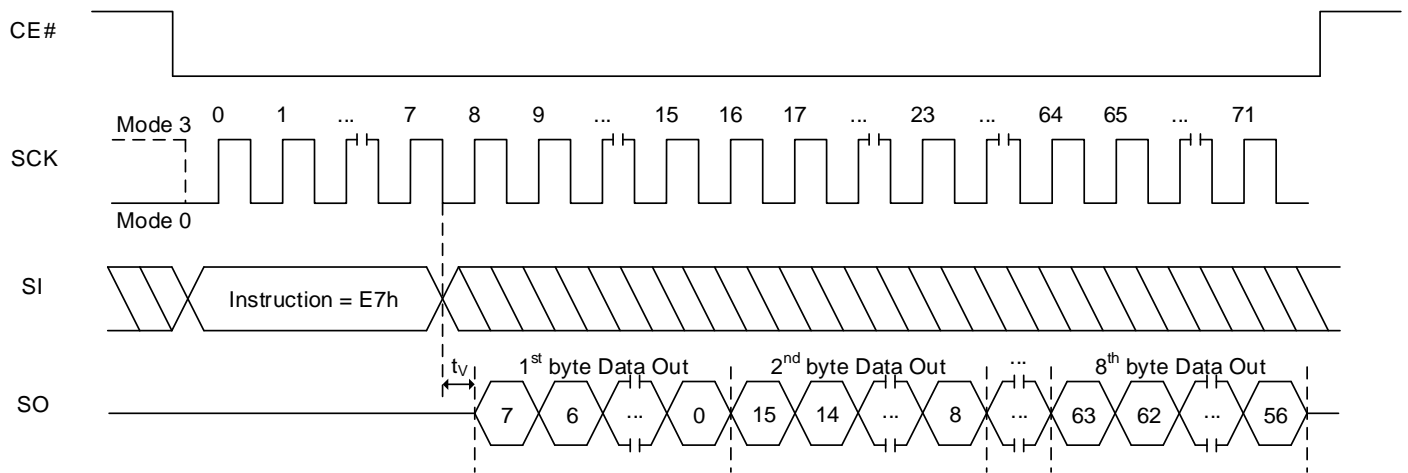 CE#
0 1 ... 7 8 9 ... 15 16 17 ... 23 ... 64 65 ... 71
Mode 3
SCK
Mode 0
SI
Instruction = E7h
tV 1st byte Data Out 2nd byte Data Out ... 8th byte Data Out
SO
7 6 ... 0 15 14 ... 8 ... 63 62 ... 56